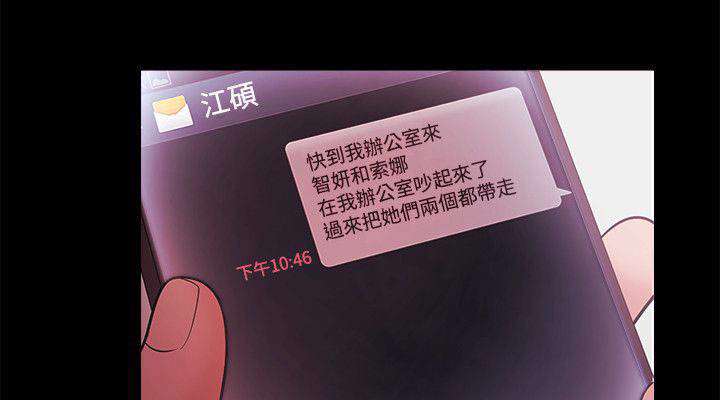 江碩
快到我辦公室來
智妍和索娜
在我辦公室吵起來了
過來把她們兩個都帶走
下午10:46